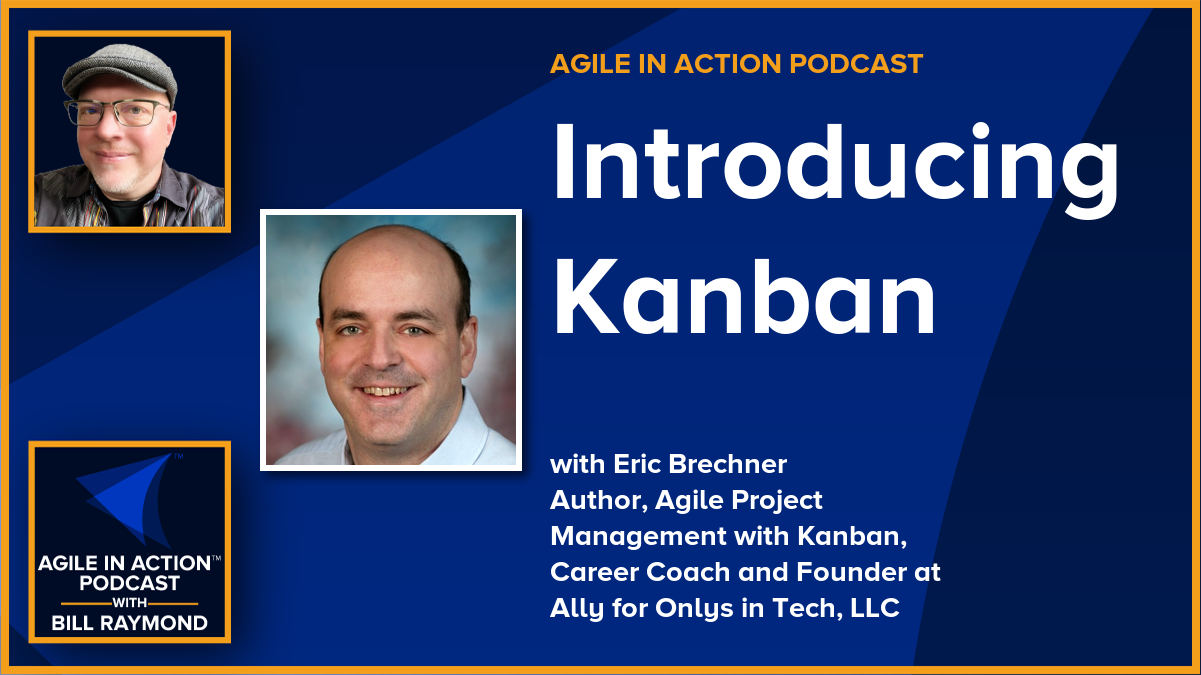 AGILE IN ACTION PODCAST
Introducing
Kanban
with Eric Brechner
Author, Agile Project
Management with Kanban,
Career Coach and Founder at
Ally for Onlys in Tech, LLC
TM
AGILE IN ACTION™
PODCAST
WITH
BILL RAYMOND